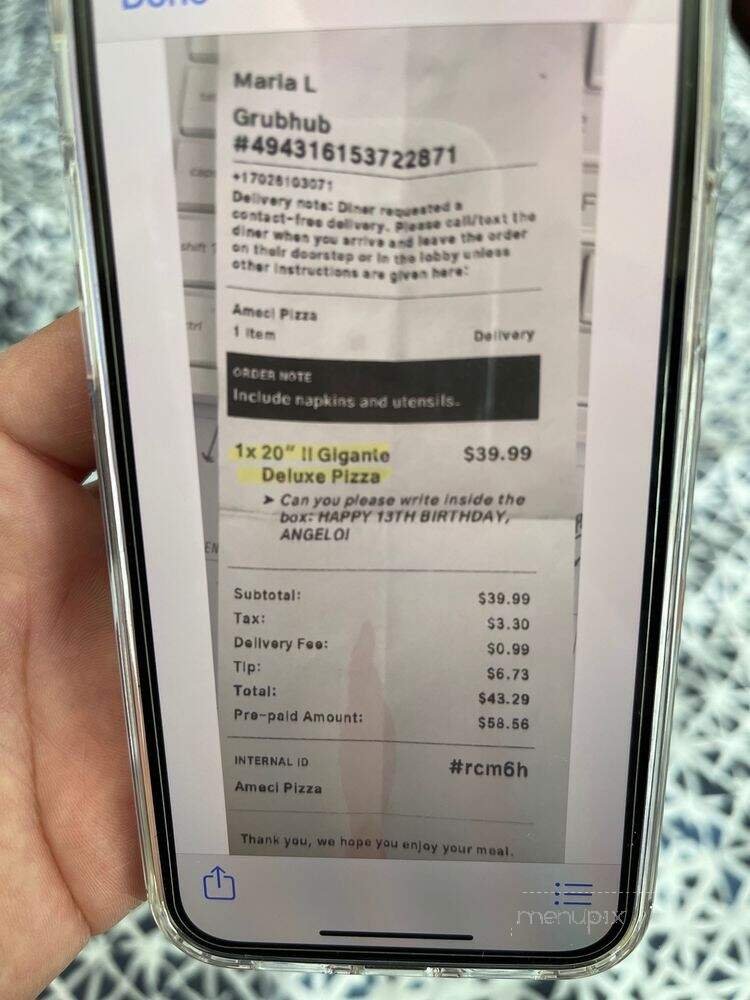 Done
Maria L
Grubhub
#494316153722871
+17026103071
Delivery note: Diner requested a
contact-free delivery. Please call/text the
diner when you arrive and leave the order
on their doorstep or in the lobby unless
other instructions are given here:
Ameci Pizza
1 item
Delivery
ORDER NOTE
Include napkins and utensils.
1x 20" Il Gigante $39.99
Deluxe Pizza
➤ Can you please write inside the
box: HAPPY 13TH BIRTHDAY,
ANGELO!
Subtotal: $39.99
Tax: $3.30
Delivery Fee: $0.99
Tip: $6.73
Total: $43.29
Pre-paid Amount: $58.56
INTERNAL ID #rcm6h
Ameci Pizza
Thank you, we hope you enjoy your meal.
menupix